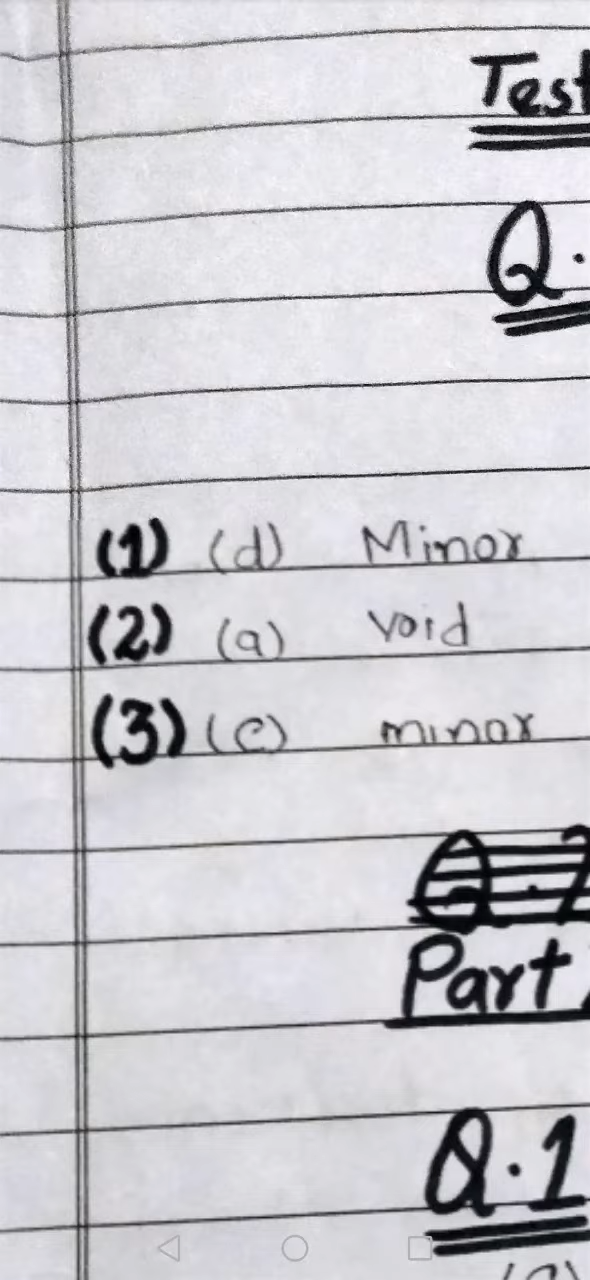 Test
Q.
(1) (d) Minor
(2) (a) void
(3) (c) minor
Part
Q.1